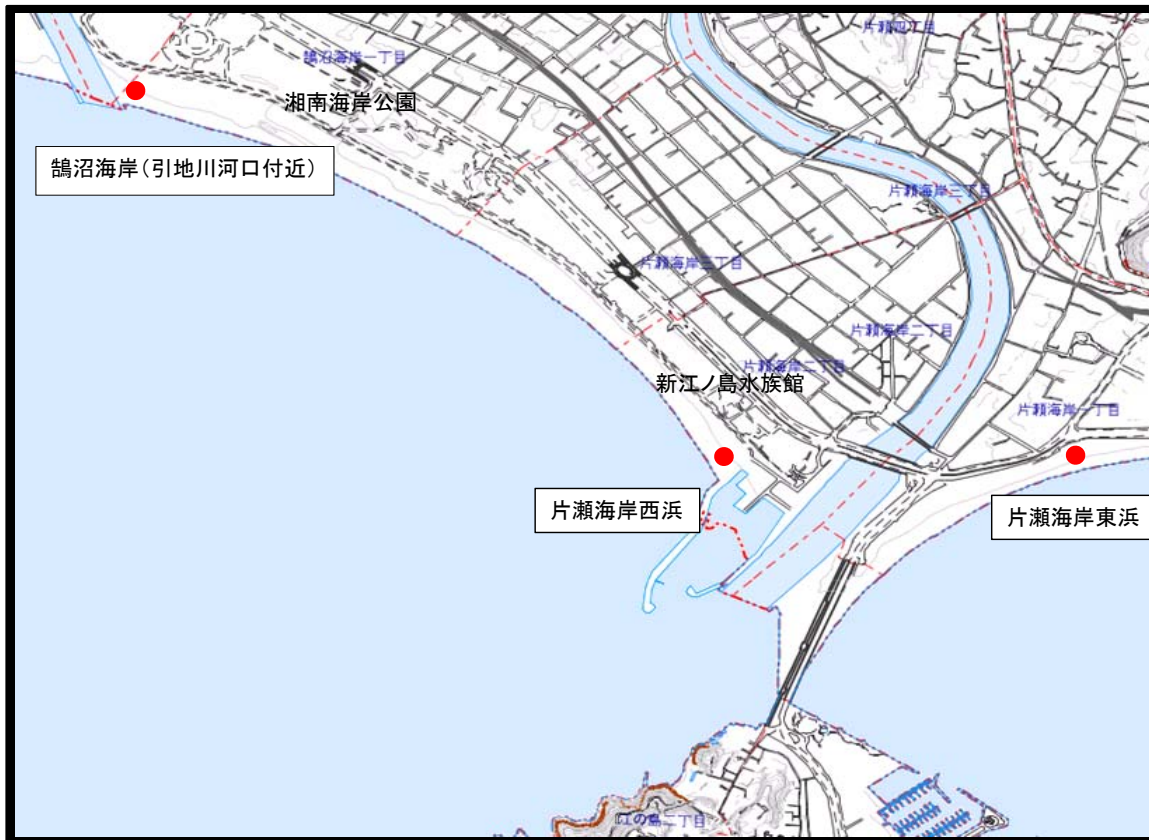 片瀬四丁目
鵠沼海岸一丁目
湘南海岸公園
鵠沼海岸(引地川河口付近)
片瀬海岸三丁目
片瀬海岸三丁目
片瀬海岸二丁目
片瀬海岸二丁目
新江ノ島水族館
片瀬海岸一丁目
片瀬海岸西浜
片瀬海岸東浜
江の島二丁目